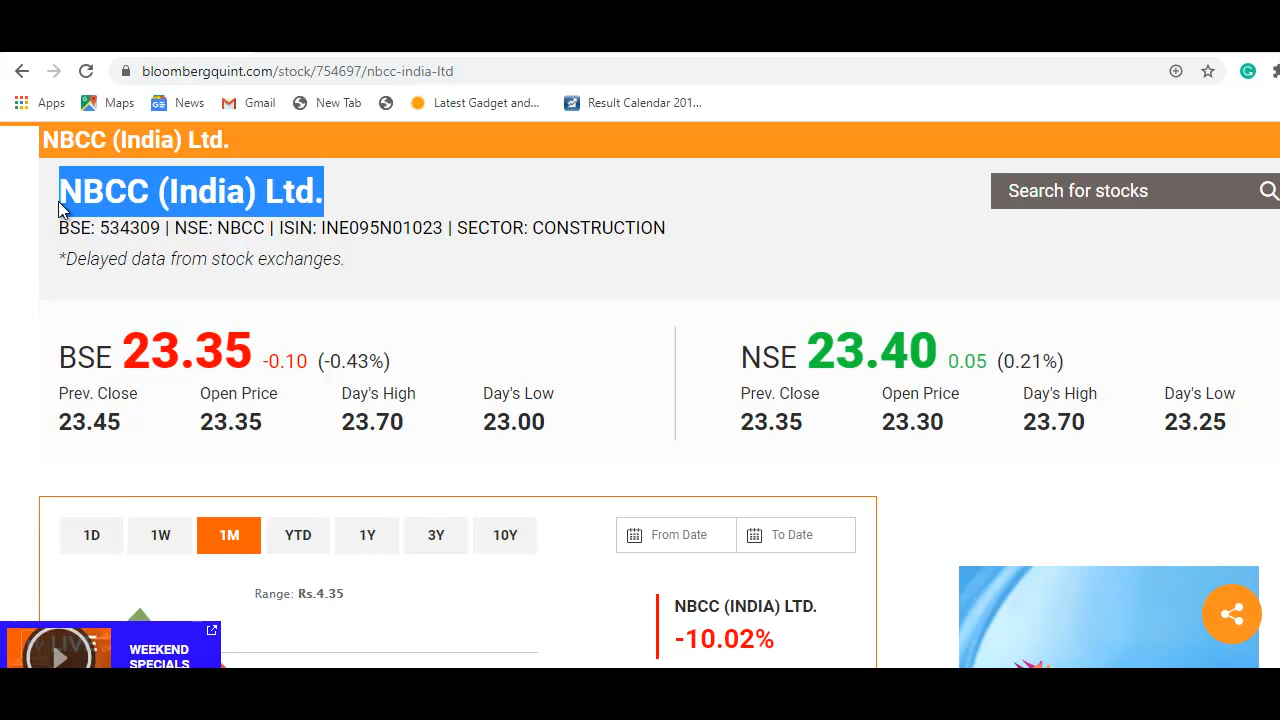 bloombergquint.com/stock/754697/nbcc-india-ltd
Apps Maps News Gmail New Tab Latest Gadget and... Result Calendar 201...
NBCC (India) Ltd.
NBCC (India) Ltd.
Search for stocks
BSE: 534309 | NSE: NBCC | ISIN: INE095N01023 | SECTOR: CONSTRUCTION
*Delayed data from stock exchanges.
BSE 23.35 -0.10 (-0.43%)
Prev. Close Open Price Day's High Day's Low
23.45 23.35 23.70 23.00
NSE 23.40 0.05 (0.21%)
Prev. Close Open Price Day's High Day's Low
23.35 23.30 23.70 23.25
1D 1W 1M YTD 1Y 3Y 10Y
From Date To Date
Range: Rs.4.35
NBCC (INDIA) LTD.
-10.02%
LIVE
WEEKEND
SPECIALS